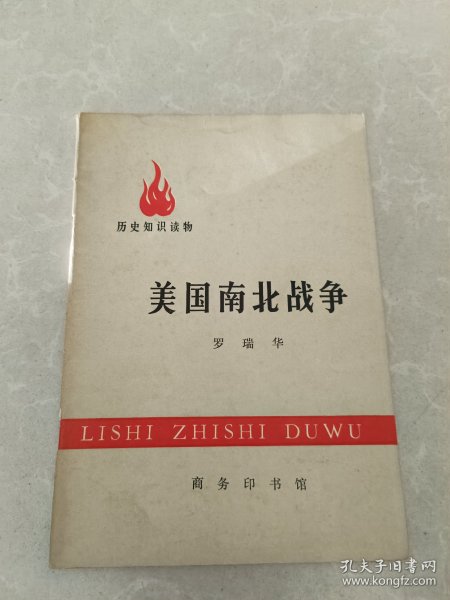 历史知识读物
美国南北战争
罗瑞华
LISHI ZHISHI DUWU
商务印书馆
孔夫子旧书网
www.kongfz.com